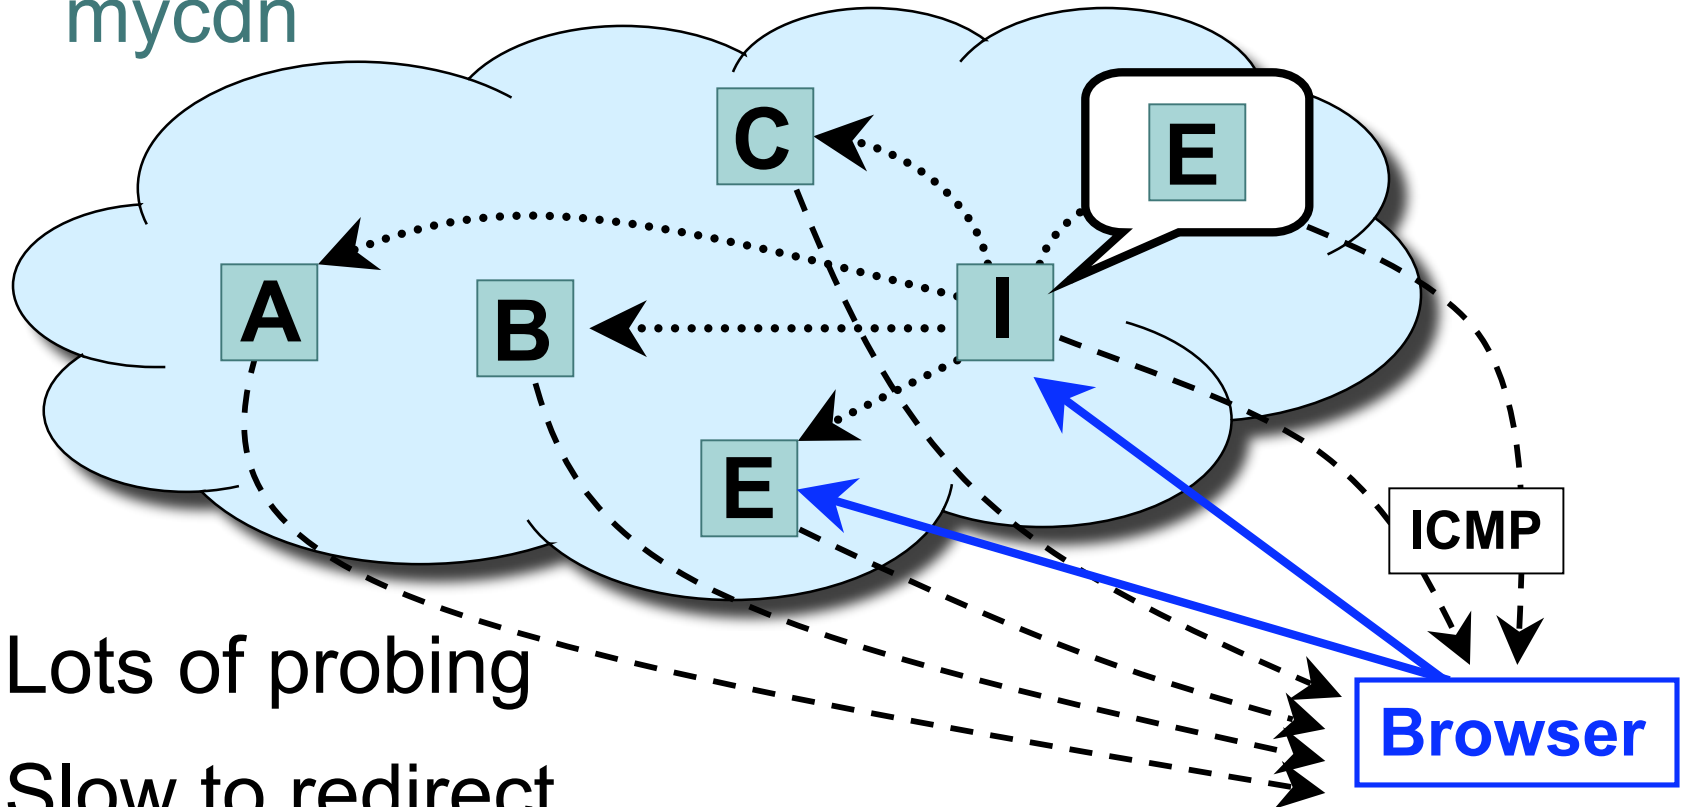 mycdn
C
E
A
B
I
E
ICMP
Lots of probing
Browser
Slow to redirect